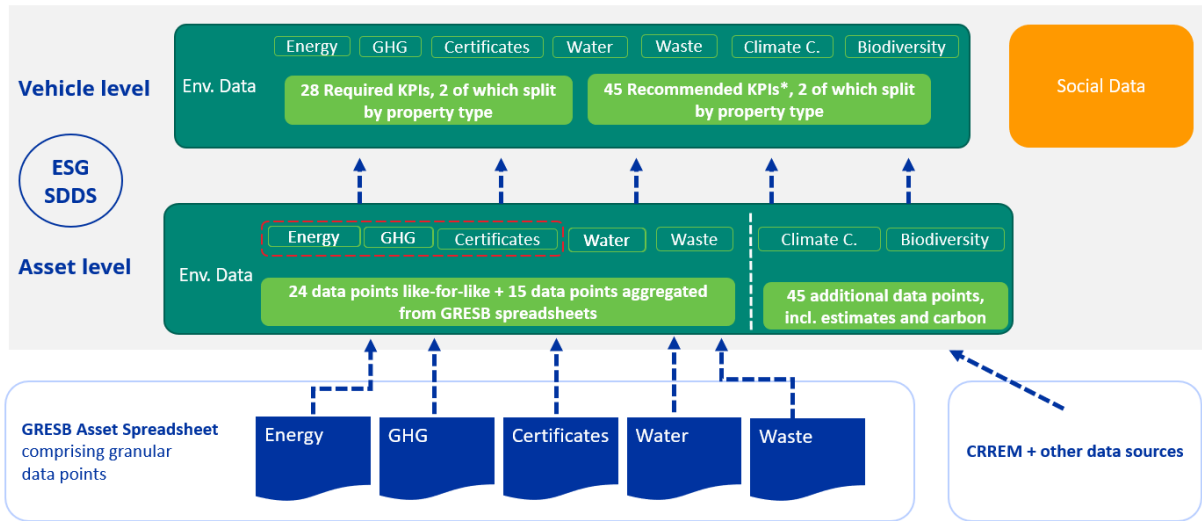 Energy
GHG
Certificates
Water
Waste
Climate C.
Biodiversity
Vehicle level
Env. Data
28 Required KPIs, 2 of which split
by property type
45 Recommended KPIs*, 2 of which split
by property type
Social Data
ESG
SDDS
Energy
GHG
Certificates
Water
Waste
Climate C.
Biodiversity
Asset level
Env. Data
24 data points like-for-like + 15 data points aggregated
from GRESB spreadsheets
45 additional data points,
incl. estimates and carbon
GRESB Asset Spreadsheet
comprising granular
data points
Energy
GHG
Certificates
Water
Waste
CRREM + other data sources